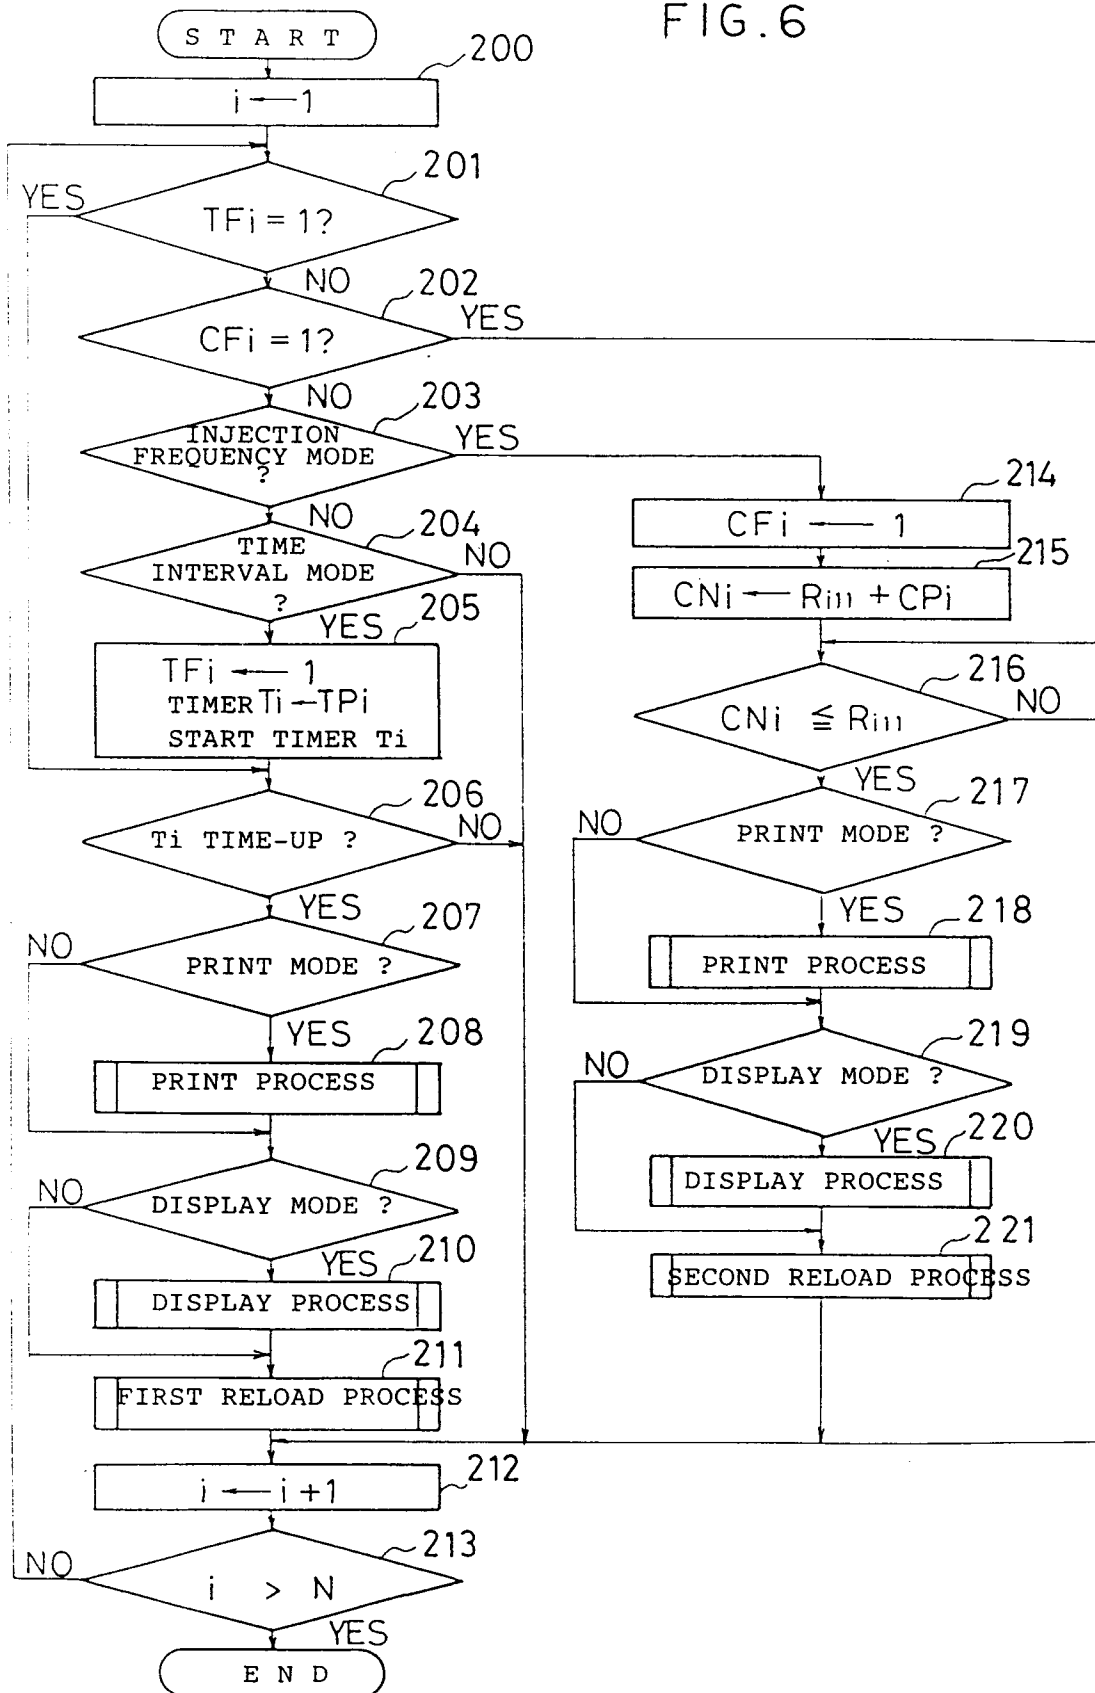 FIG.6
START
200
i ← 1
201
YES
TFi = 1?
NO
202
YES
CFi = 1?
NO
203
INJECTION
FREQUENCY MODE
?
YES
NO
204
TIME
INTERVAL MODE
?
NO
YES
205
TFi ← 1
TIMER Ti ← TPi
START TIMER Ti
206
Ti TIME-UP ?
NO
YES
207
NO
PRINT MODE ?
YES
208
PRINT PROCESS
209
NO
DISPLAY MODE ?
YES
210
DISPLAY PROCESS
211
FIRST RELOAD PROCESS
212
i ← i+1
213
NO
i > N
YES
END
214
CFi ← 1
215
CNi ← Ri11 + CPi
216
CNi ≦ Ri11
NO
YES
217
NO
PRINT MODE ?
YES
218
PRINT PROCESS
219
NO
DISPLAY MODE ?
YES
220
DISPLAY PROCESS
221
SECOND RELOAD PROCESS